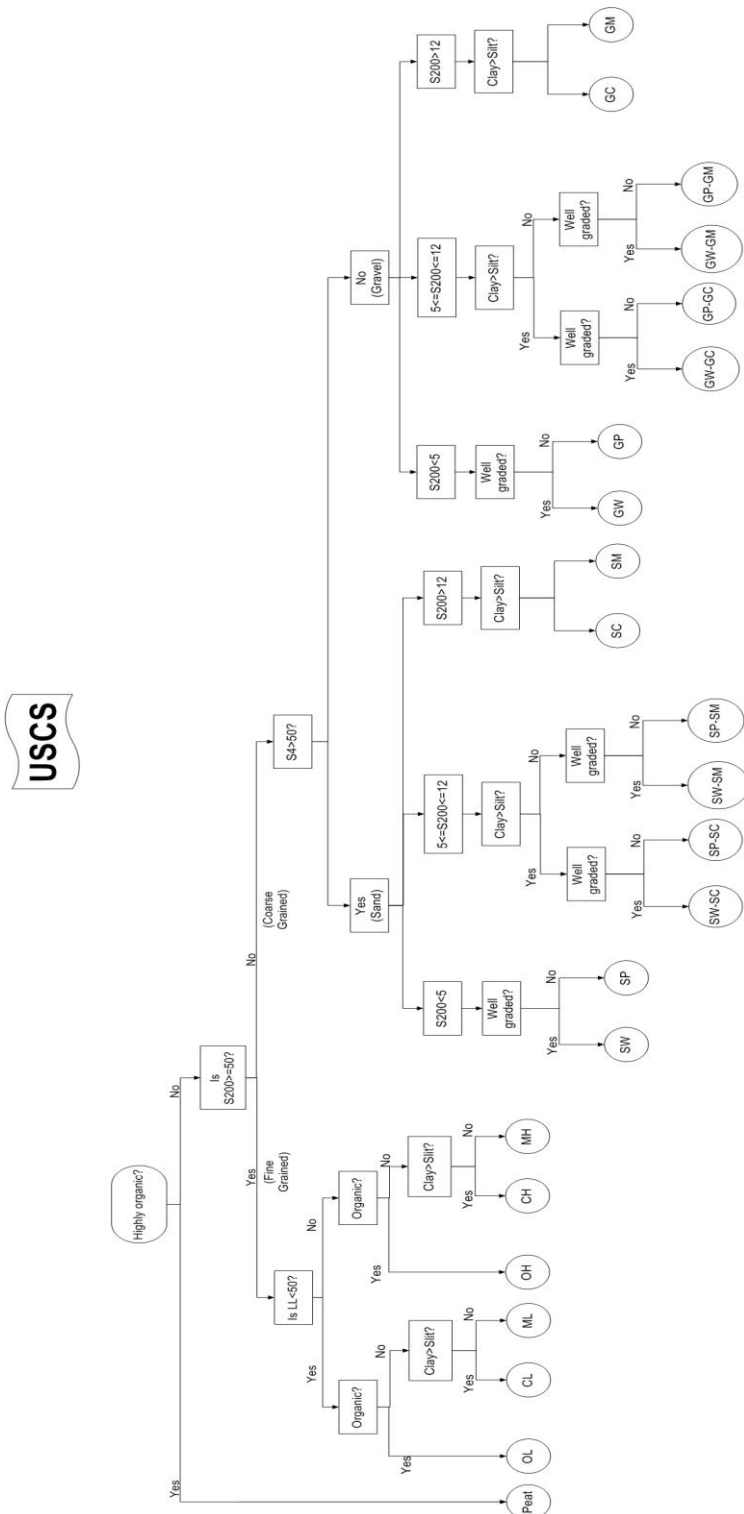 USCS
Highly organic?
Yes
No
Is
S200>=50?
Yes
No
(Fine
Grained)
(Coarse
Grained)
Is LL<50?
S4>50?
Yes
No
Organic?
Organic?
Yes
(Sand)
No
(Gravel)
Yes
No
Yes
No
Clay>Slit?
Clay>Slit?
S200<5
5<=S200<=12
S200>12
S200<5
5<=S200<=12
S200>12
Yes
No
Yes
No
Well
graded?
Clay>Silt?
Clay>Silt?
Well
graded?
Clay>Silt?
Clay>Silt?
Peat
OL
CL
ML
OH
CH
MH
Yes
No
Yes
No
Yes
No
Yes
No
Well
graded?
Well
graded?
Well
graded?
Well
graded?
SW
SP
SC
SM
GW
GP
GC
GM
Yes
No
Yes
No
Yes
No
Yes
No
SW-SC
SP-SC
SW-SM
SP-SM
GW-GC
GP-GC
GW-GM
GP-GM